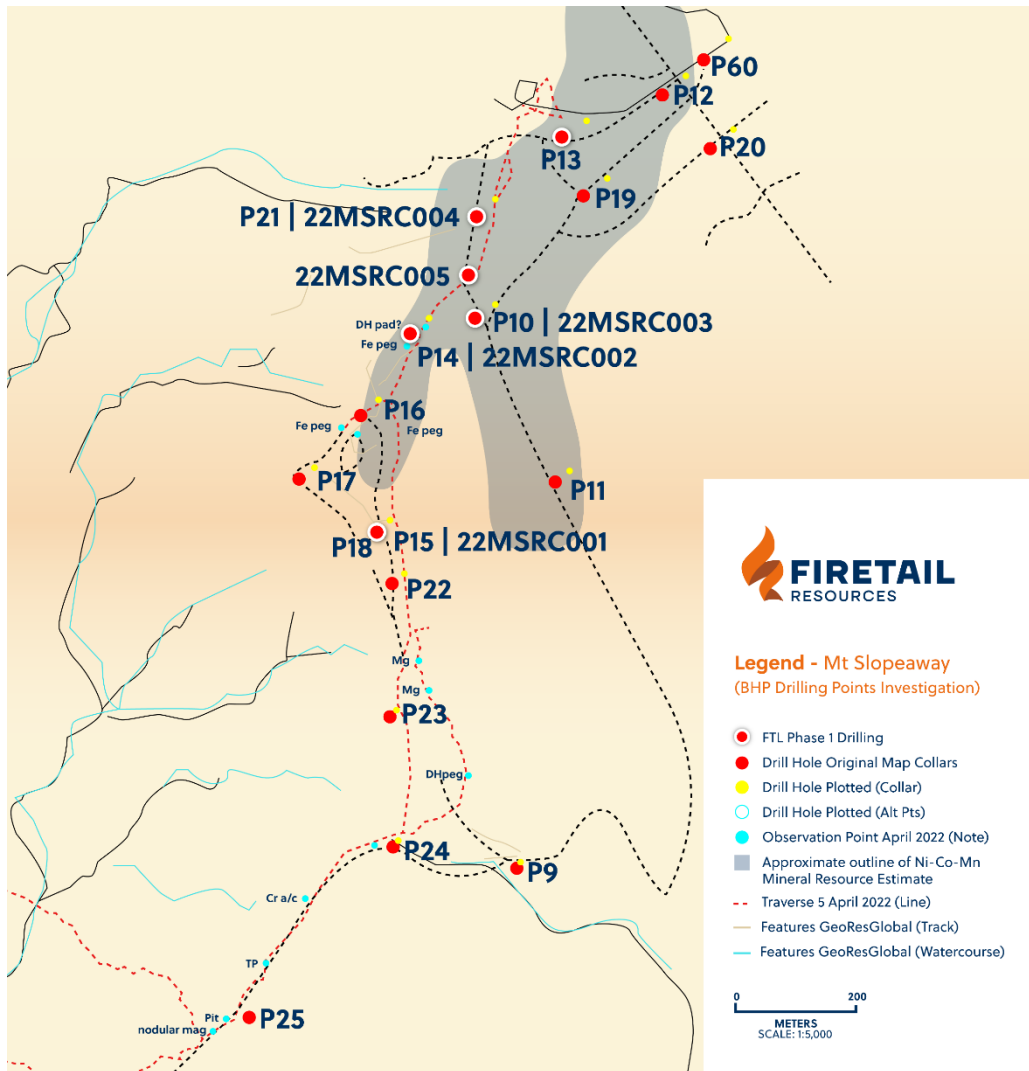 P60
P12
P20
P13
P19
P21 | 22MSRC004
22MSRC005
P10 | 22MSRC003
DH pad?
Fe peg
P14 | 22MSRC002
P16
Fe peg
Fe peg
P17
P11
P18
P15 | 22MSRC001
P22
Mg
Mg
P23
DHpeg
P24
P9
Cr a/c
TP
Pit
nodular mag
P25
FIRETAIL
RESOURCES
Legend - Mt Slopeaway
(BHP Drilling Points Investigation)
FTL Phase 1 Drilling
Drill Hole Original Map Collars
Drill Hole Plotted (Collar)
Drill Hole Plotted (Alt Pts)
Observation Point April 2022 (Note)
Approximate outline of Ni-Co-Mn
Mineral Resource Estimate
Traverse 5 April 2022 (Line)
Features GeoResGlobal (Track)
Features GeoResGlobal (Watercourse)
0 200
METERS
SCALE: 1:5,000